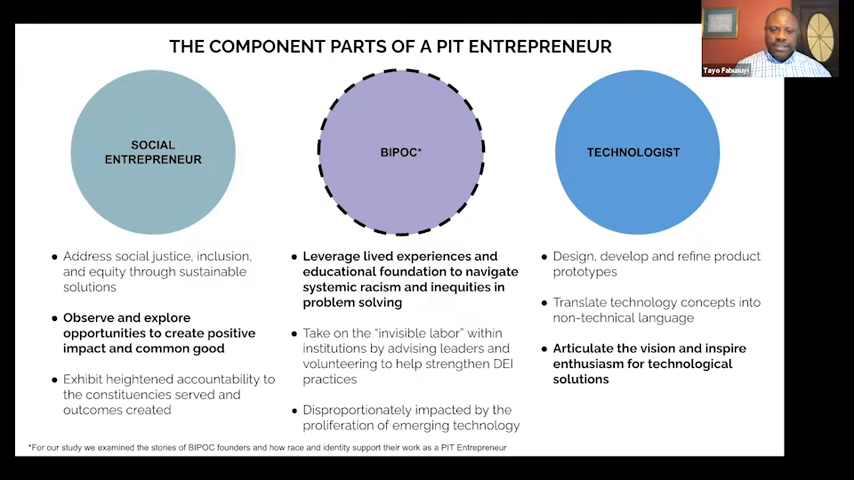 THE COMPONENT PARTS OF A PIT ENTREPRENEUR
Tayo Fabusuyi
SOCIAL
ENTREPRENEUR
● Address social justice, inclusion,
and equity through sustainable
solutions
● Observe and explore
opportunities to create positive
impact and common good
● Exhibit heightened accountability to
the constituencies served and
outcomes created
BIPOC*
● Leverage lived experiences and
educational foundation to navigate
systemic racism and inequities in
problem solving
● Take on the “invisible labor” within
institutions by advising leaders and
volunteering to help strengthen DEI
practices
● Disproportionately impacted by the
proliferation of emerging technology
TECHNOLOGIST
● Design, develop and refine product
prototypes
● Translate technology concepts into
non-technical language
● Articulate the vision and inspire
enthusiasm for technological
solutions
*For our study we examined the stories of BIPOC founders and how race and identity support their work as a PIT Entrepreneur